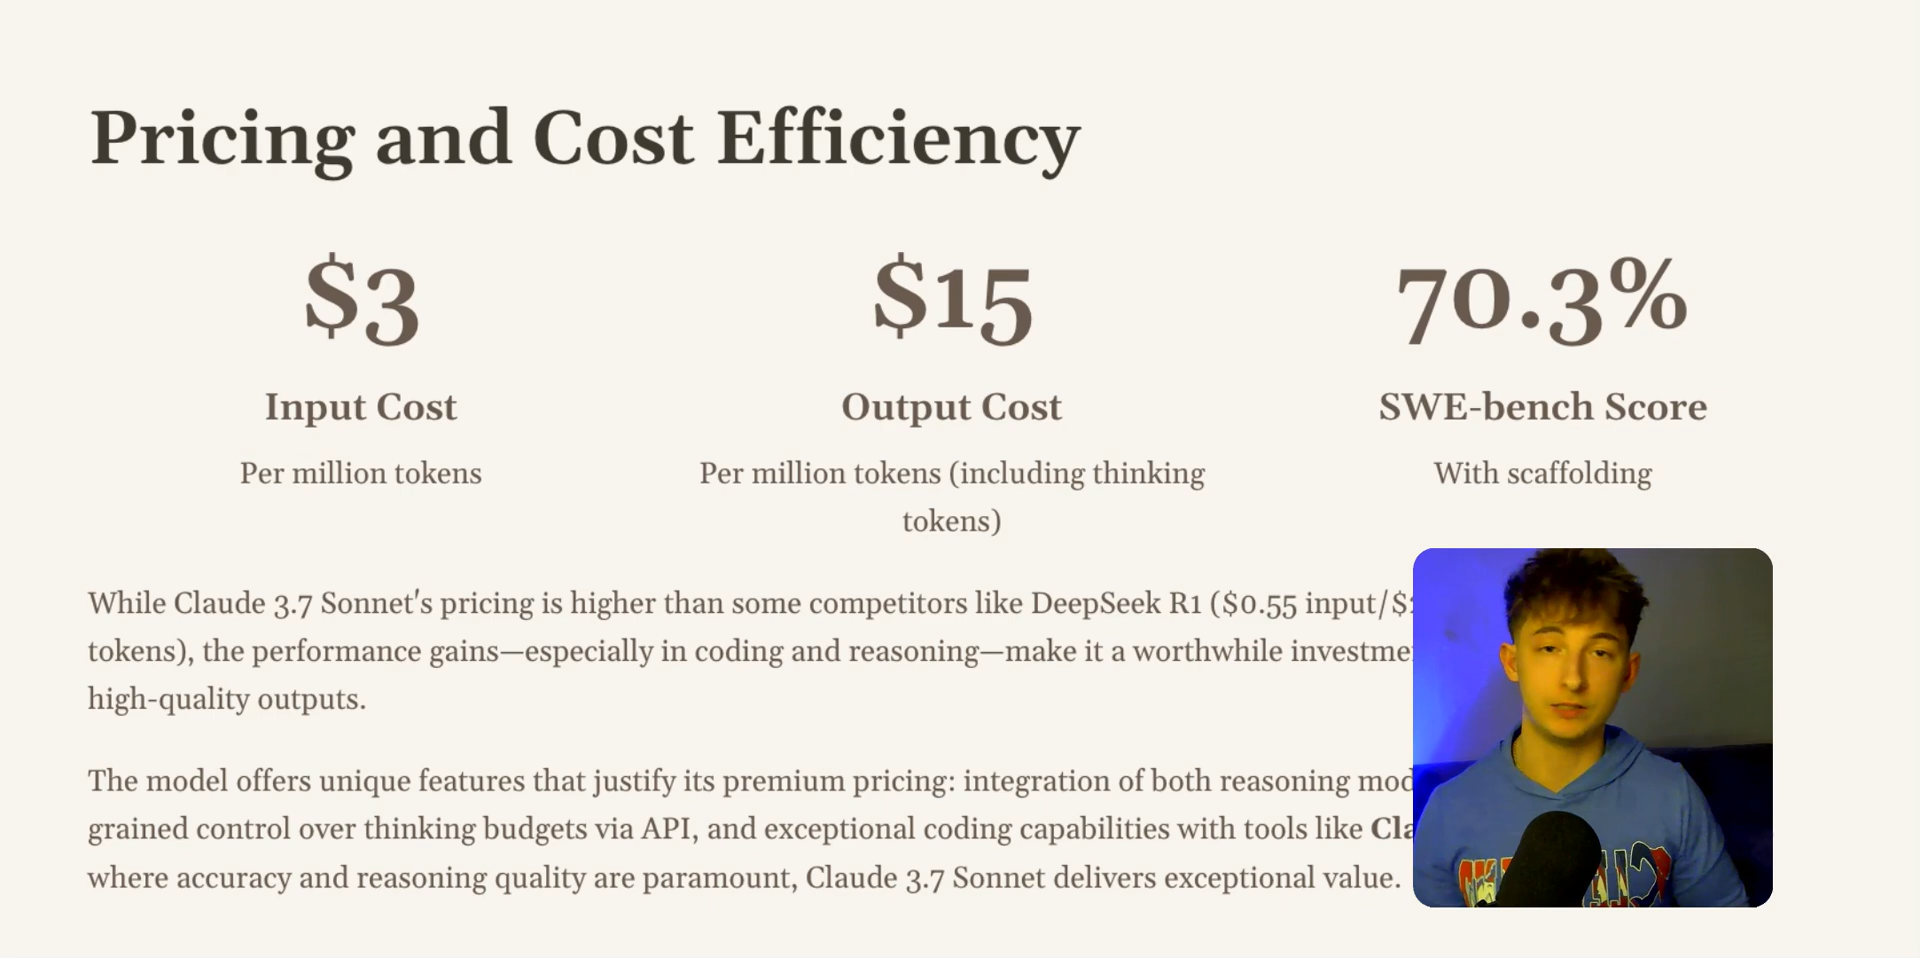 Pricing and Cost Efficiency
$3
Input Cost
Per million tokens
$15
Output Cost
Per million tokens (including thinking
tokens)
70.3%
SWE-bench Score
With scaffolding
While Claude 3.7 Sonnet's pricing is higher than some competitors like DeepSeek R1 ($0.55 input/$
tokens), the performance gains—especially in coding and reasoning—make it a worthwhile
high-quality outputs.
The model offers unique features that justify its premium pricing: integration of both reasoning
grained control over thinking budgets via API, and exceptional coding capabilities with tools like
where accuracy and reasoning quality are paramount, Claude 3.7 Sonnet delivers exceptional value.